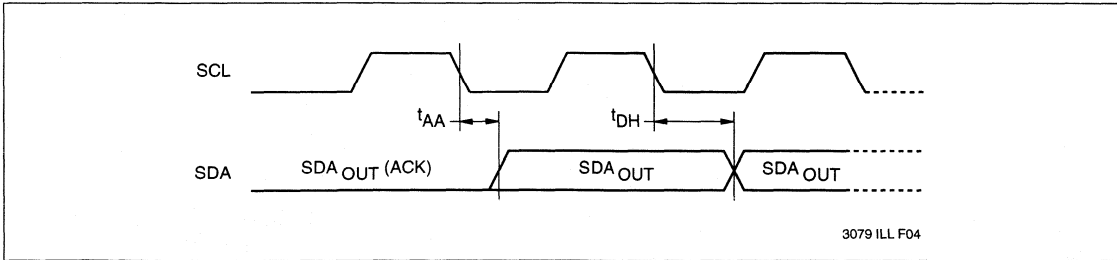 SCL
tAA
tDH
SDA
SDA OUT (ACK)
SDA OUT
SDA OUT
3079 ILL F04